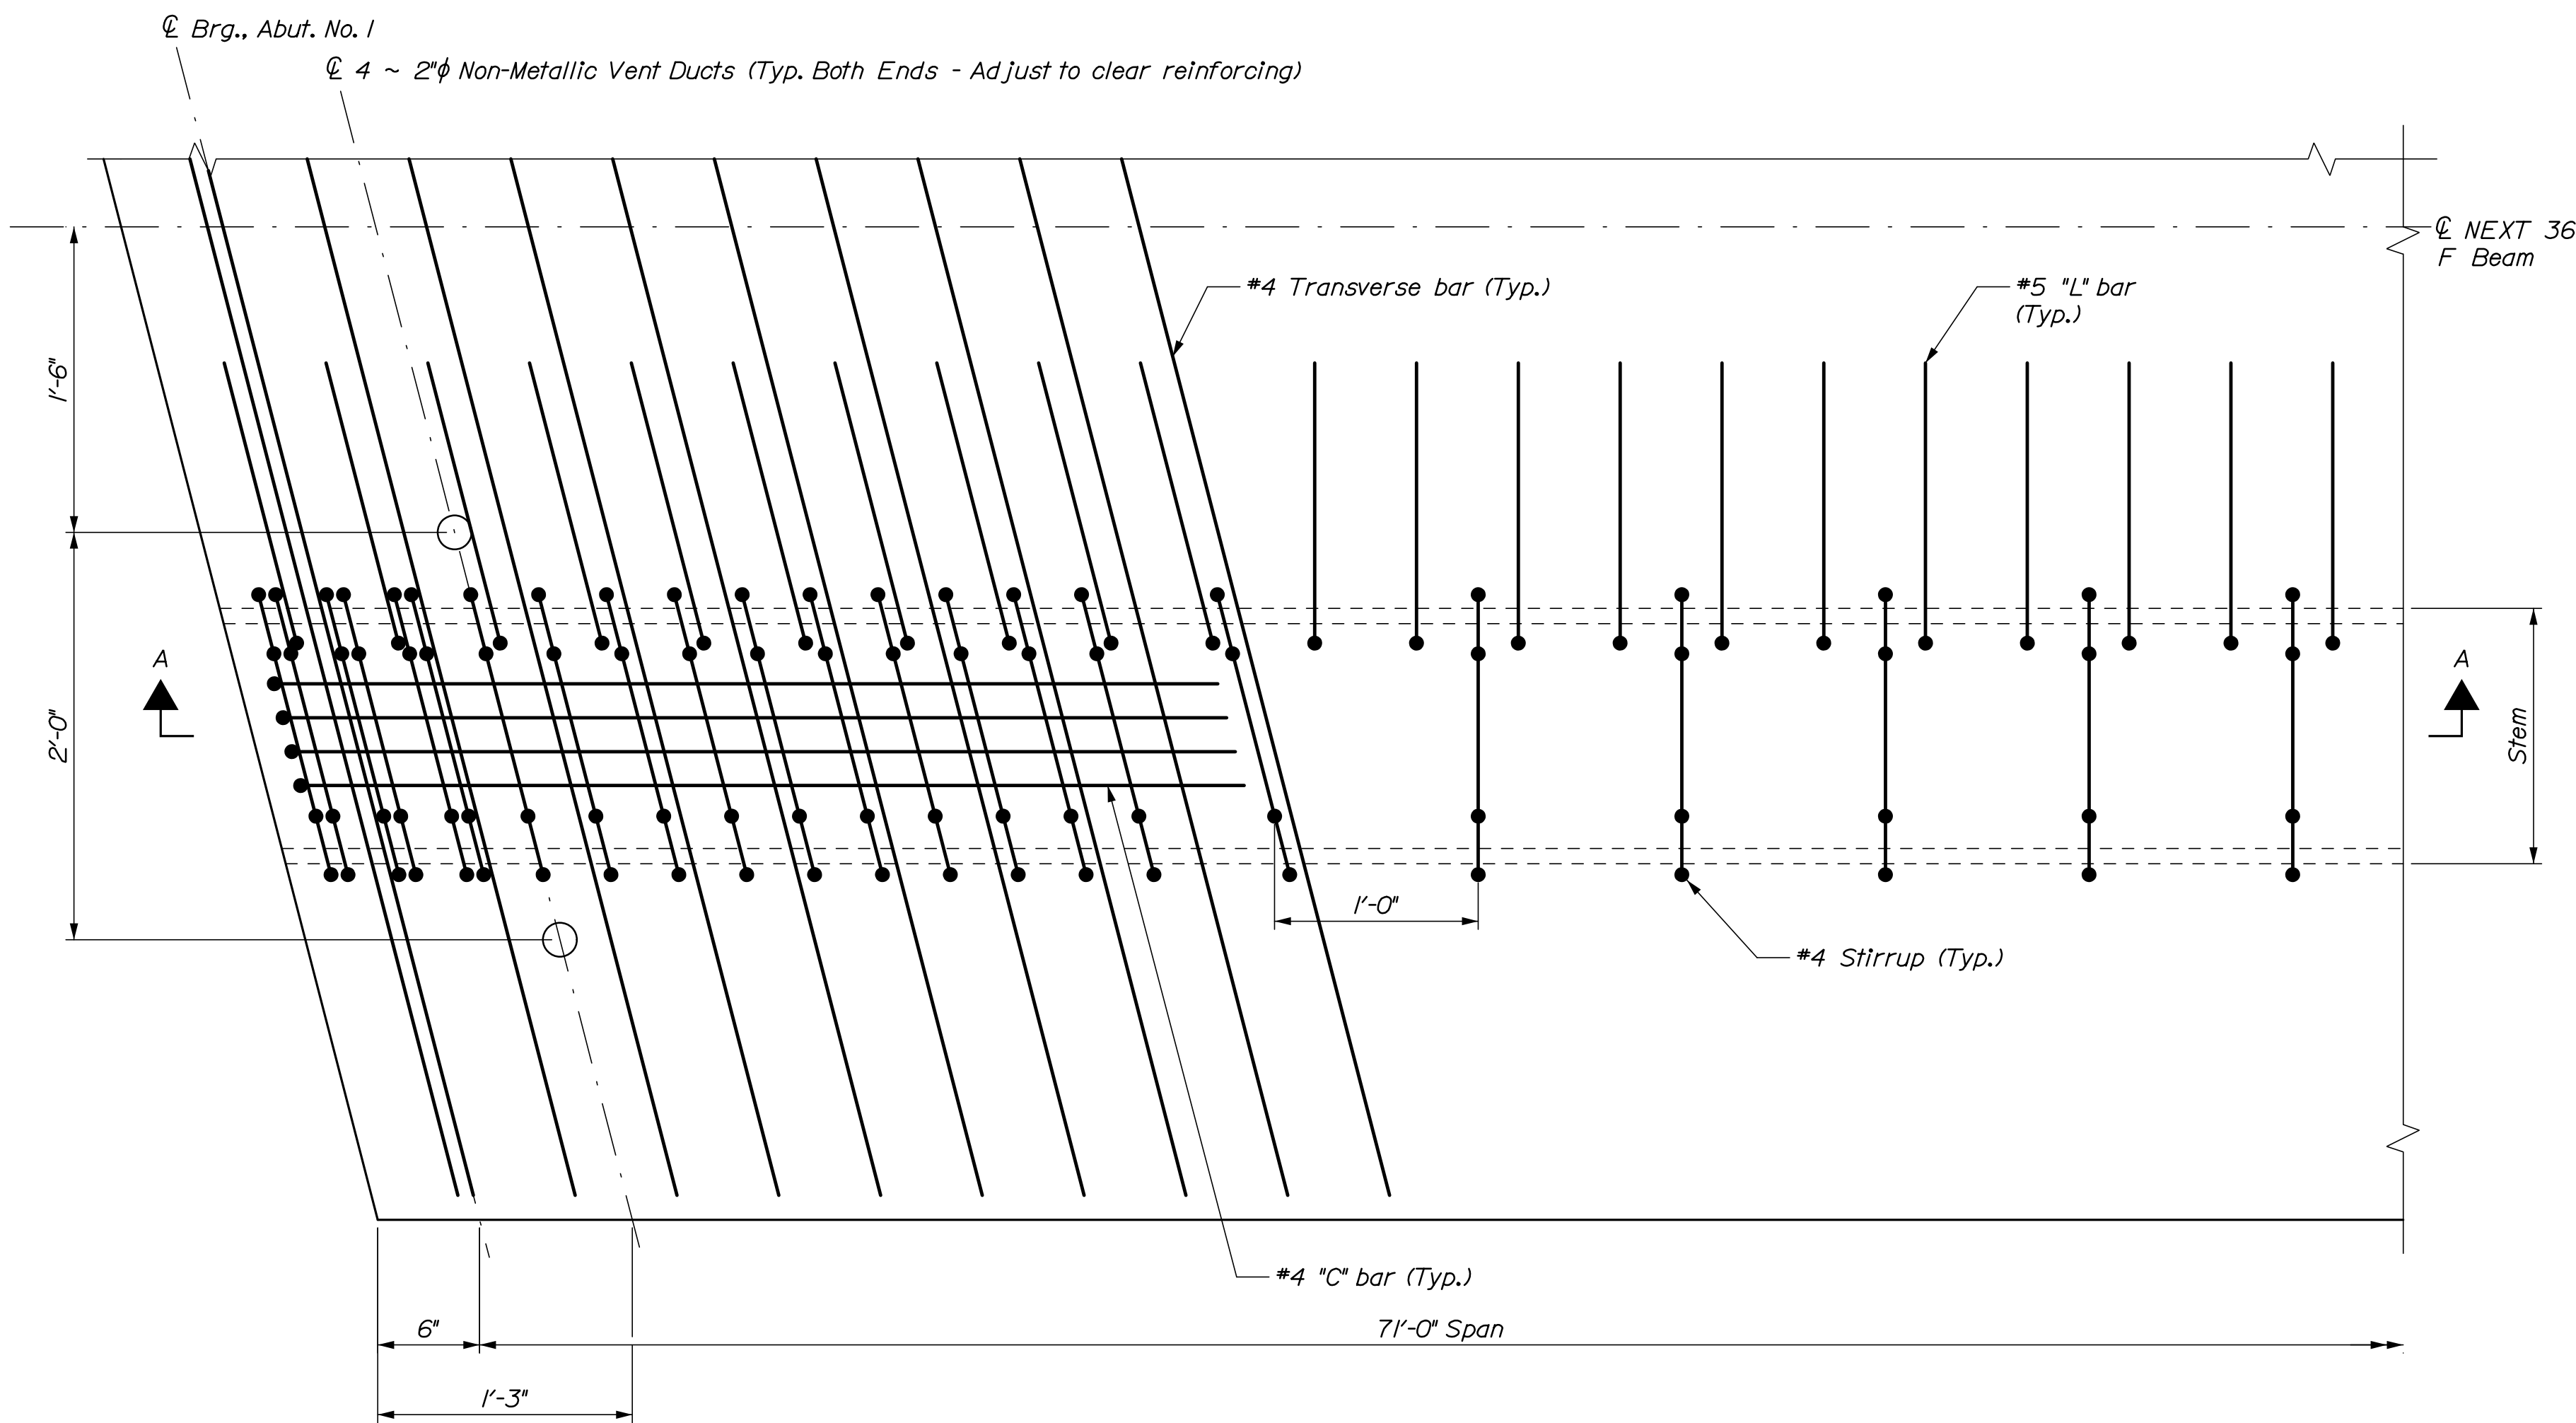 ℄ Brg., Abut. No. 1
℄ 4 ~ 2"ϕ Non-Metallic Vent Ducts (Typ. Both Ends - Adjust to clear reinforcing)
℄ NEXT 36
F Beam
#4 Transverse bar (Typ.)
#5 "L" bar
(Typ.)
1'-6"
A
A
2'-0"
Stem
1'-0"
#4 Stirrup (Typ.)
#4 "C" bar (Typ.)
6"
71'-0" Span
1'-3"